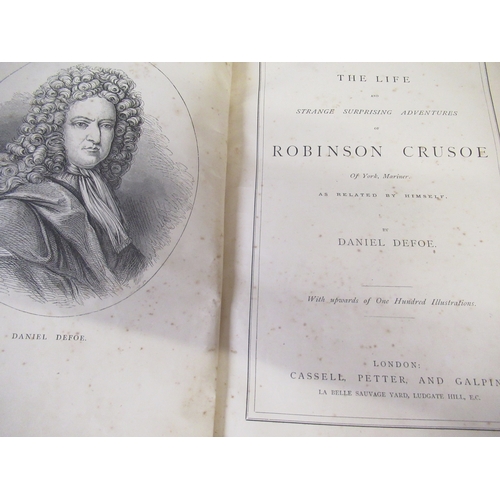 DANIEL DEFOE.
THE LIFE
AND
STRANGE SURPRISING ADVENTURES
OF
ROBINSON CRUSOE
Of York, Mariner.
AS RELATED BY HIMSELF.
BY
DANIEL DEFOE.
With upwards of One Hundred Illustrations.
LONDON:
CASSELL, PETTER, AND GALPIN
LA BELLE SAUVAGE YARD, LUDGATE HILL, E.C.